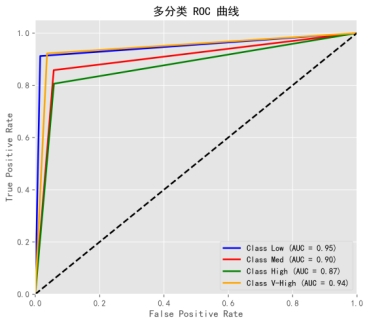 多分类 ROC 曲线
True Positive Rate
1.0
0.8
0.6
0.4
0.2
0.0
Class Low (AUC = 0.95)
Class Med (AUC = 0.90)
Class High (AUC = 0.87)
Class V-High (AUC = 0.94)
0.0 0.2 0.4 0.6 0.8 1.0
False Positive Rate